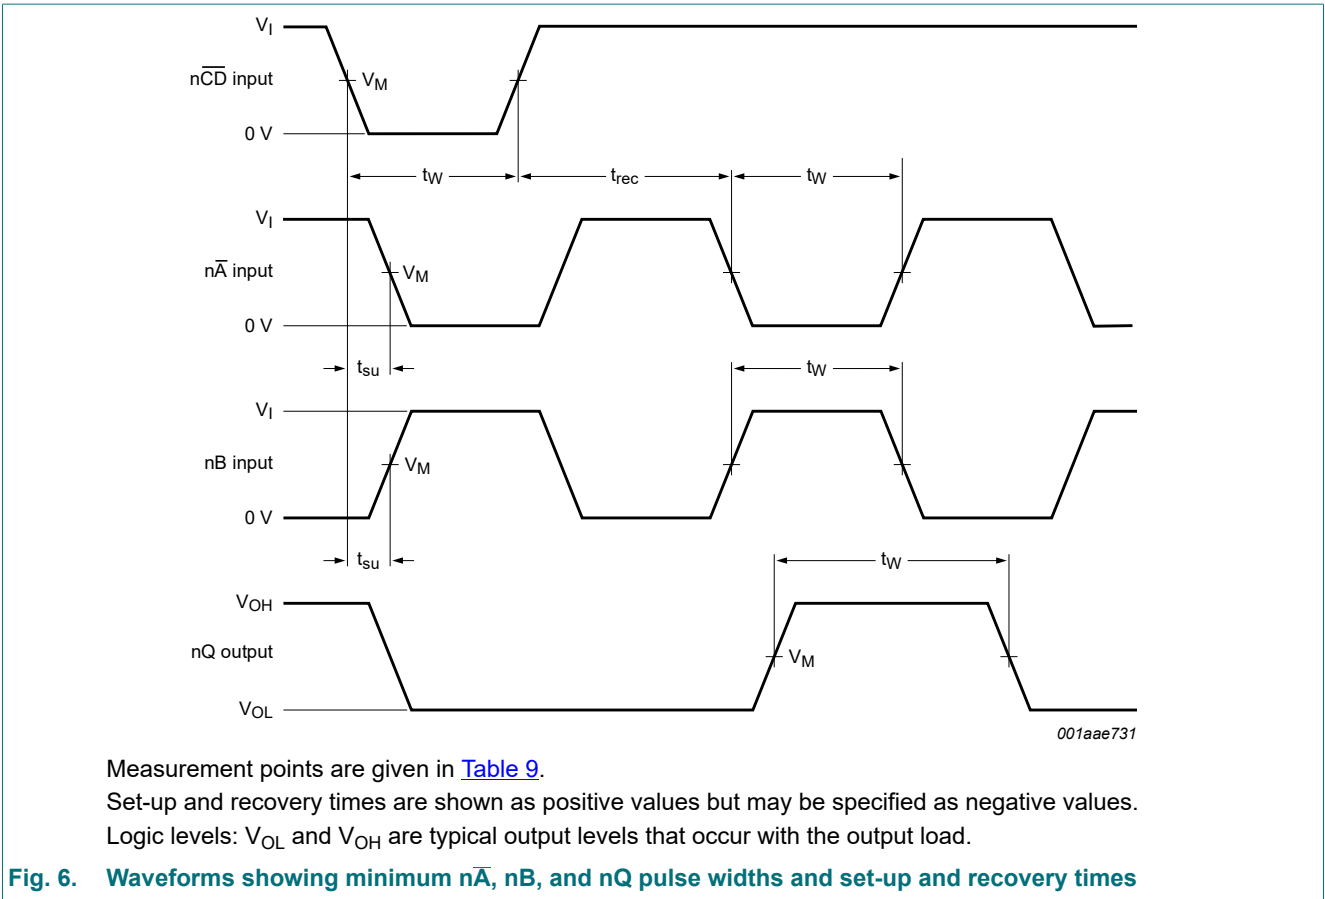 VI
nCD input
VM
0 V
tW trec tW
VI
nA input
VM
0 V
tsu tW
VI
nB input
VM
0 V
tsu tW
VOH
nQ output
VM
VOL
001aae731
Measurement points are given in Table 9.
Set-up and recovery times are shown as positive values but may be specified as negative values.
Logic levels: VOL and VOH are typical output levels that occur with the output load.
Fig. 6. Waveforms showing minimum nA̅, nB, and nQ pulse widths and set-up and recovery times